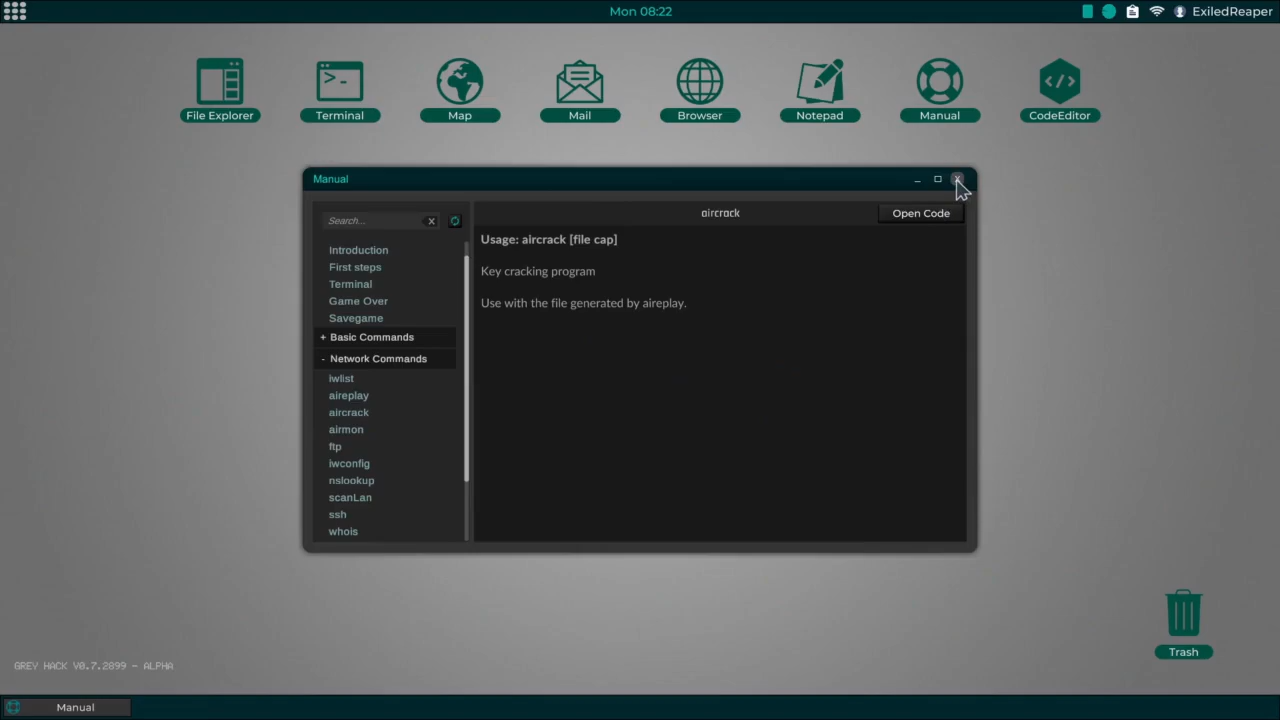 Mon 08:22
ExiledReaper
File Explorer
Terminal
Map
Mail
Browser
Notepad
Manual
CodeEditor
Manual
Search...
aircrack
Open Code
Usage: aircrack [file cap]
Key cracking program
Use with the file generated by aireplay.
Introduction
First steps
Terminal
Game Over
Savegame
+ Basic Commands
- Network Commands
iwlist
aireplay
aircrack
airmon
ftp
iwconfig
nslookup
scanLan
ssh
whois
Trash
GREY HACK V0.7.2899 - ALPHA
Manual